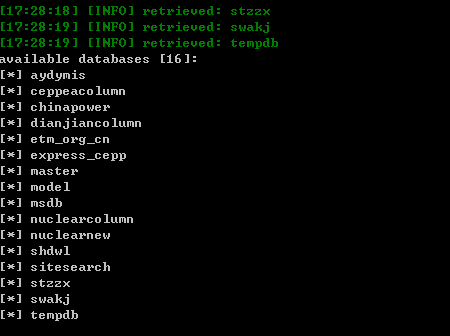 [17:28:18] [INFO] retrieved: stzzx
[17:28:19] [INFO] retrieved: swakj
[17:28:19] [INFO] retrieved: tempdb
available databases [16]:
[*] aydymis
[*] ceppeacolumn
[*] chinapower
[*] dianjiancolumn
[*] etm_org_cn
[*] express_cepp
[*] master
[*] model
[*] msdb
[*] nuclearcolumn
[*] nuclearnew
[*] shdwl
[*] sitesearch
[*] stzzx
[*] swakj
[*] tempdb